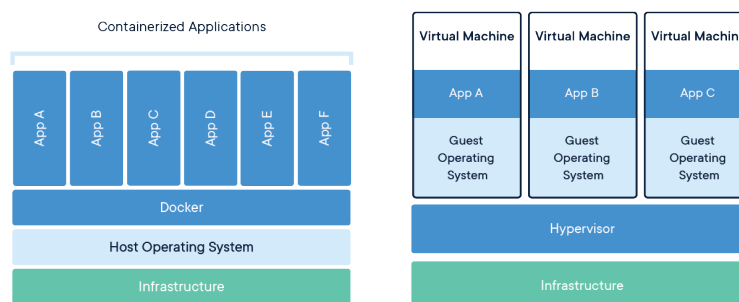 Containerized Applications
App A
App B
App C
App D
App E
App F
Docker
Host Operating System
Infrastructure
Virtual Machine
App A
Guest
Operating
System
Virtual Machine
App B
Guest
Operating
System
Virtual Machin
App C
Guest
Operating
System
Hypervisor
Infrastructure